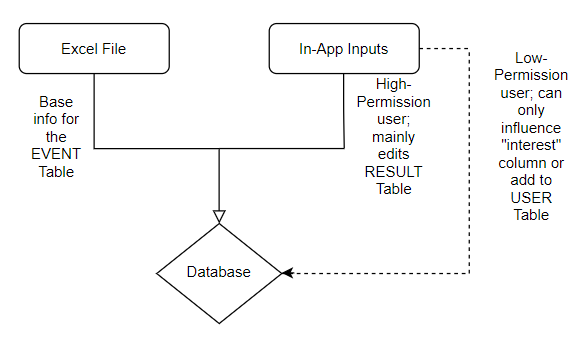 Excel File
In-App Inputs
Base
info for
the
EVENT
Table
High-
Permission
user;
mainly
edits
RESULT
Table
Low-
Permission
user; can
only
influence
"interest"
column or
add to
USER
Table
Database